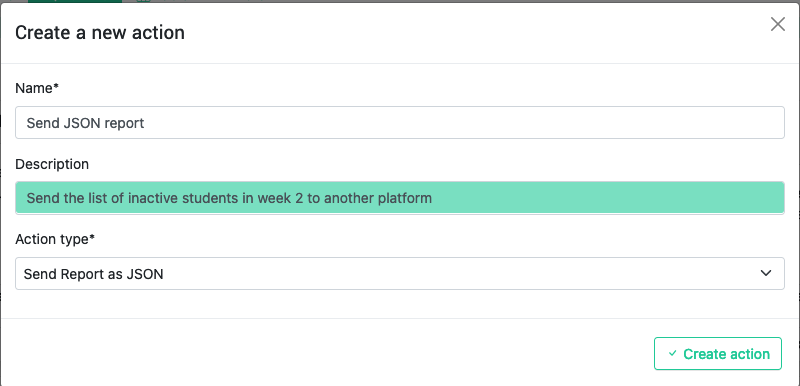 Create a new action
Name*
Send JSON report
Description
Send the list of inactive students in week 2 to another platform
Action type*
Send Report as JSON
Create action